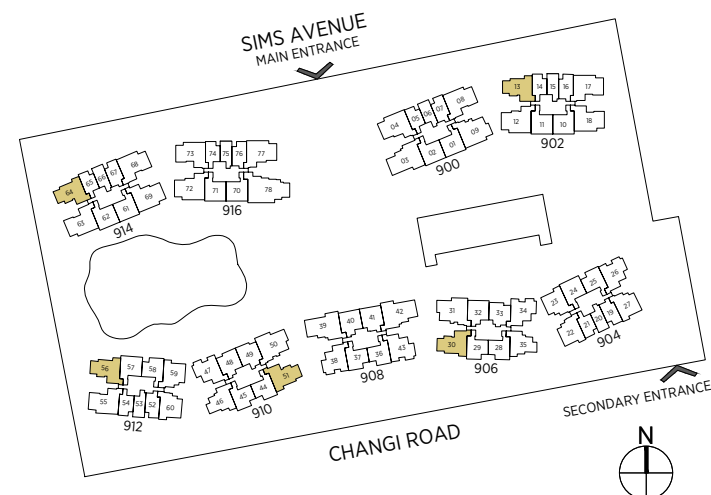 SIMS AVENUE
MAIN ENTRANCE
04 05 06 07 08
03 02 01 09
900
13 14 15 16 17
12 11 10 18
902
64 65 66 67 68
63 62 61 69
914
73 74 75 76 77
72 71 70 78
916
23 24 25 26
22 21 20 19 27
904
31 32 33 34
30 29 28 35
906
39 40 41 42
38 37 36 43
908
47 48 49 50
46 45 44 51
910
56 57 58 59
55 54 53 52 60
912
CHANGI ROAD
SECONDARY ENTRANCE
N